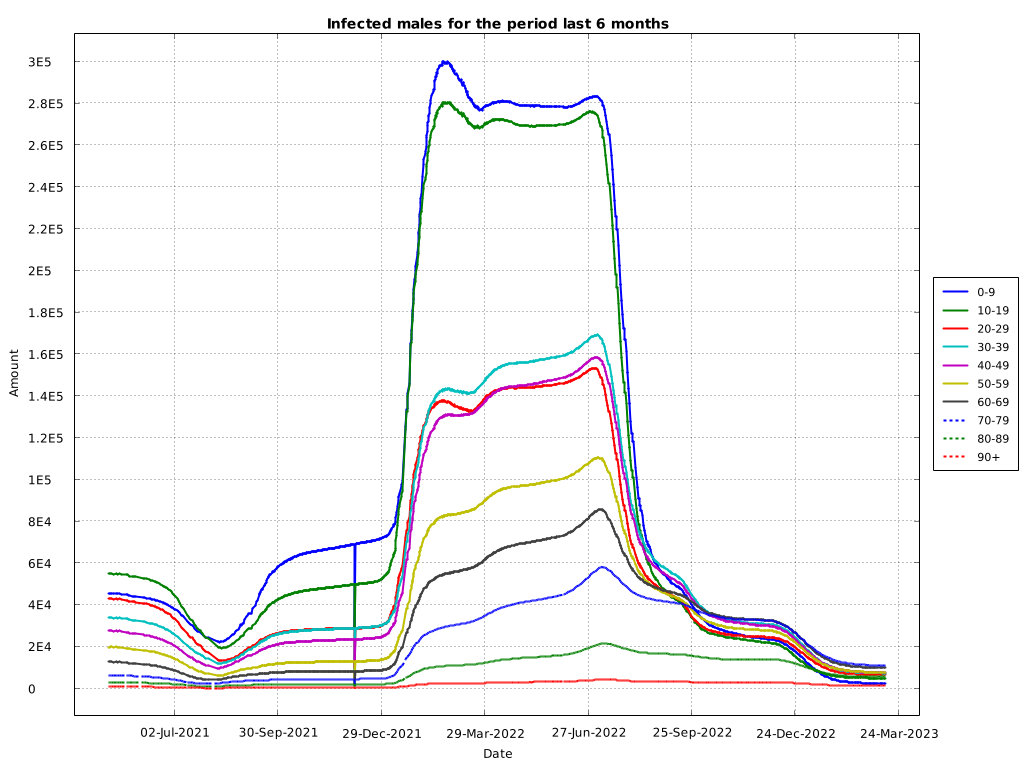 Infected males for the period last 6 months
3E5
2.8E5
2.6E5
2.4E5
2.2E5
2E5
1.8E5
1.6E5
1.4E5
1.2E5
1E5
8E4
6E4
4E4
2E4
0
Amount
02-Jul-2021 30-Sep-2021 29-Dec-2021 29-Mar-2022 27-Jun-2022 25-Sep-2022 24-Dec-2022 24-Mar-2023
Date
0-9
10-19
20-29
30-39
40-49
50-59
60-69
70-79
80-89
90+